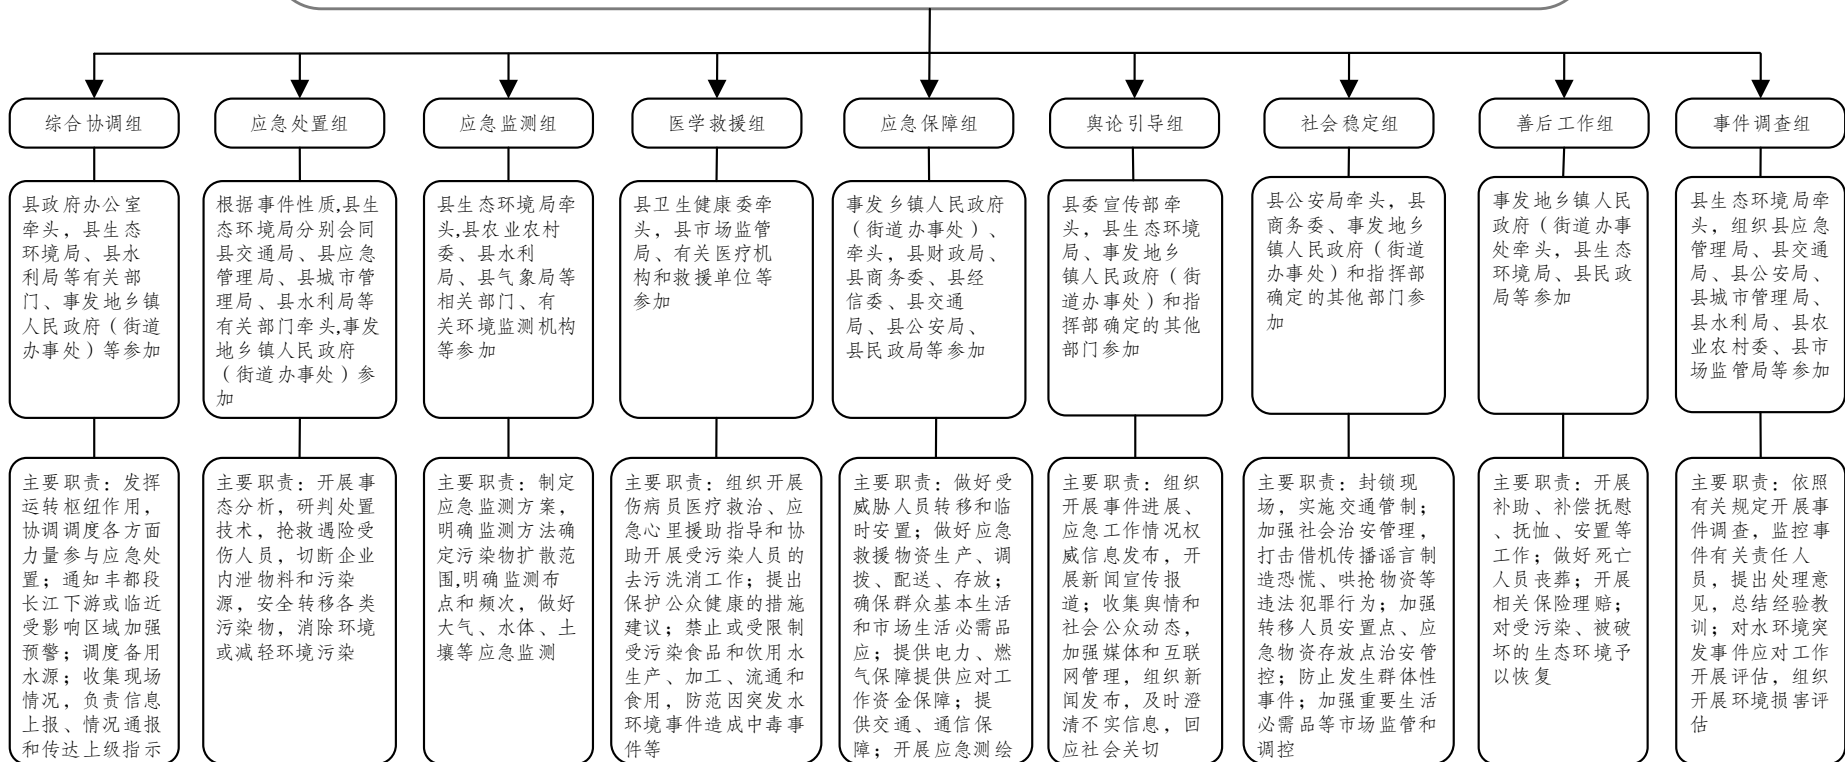 综合协调组
应急处置组
应急监测组
医学救援组
应急保障组
舆论引导组
社会稳定组
善后工作组
事件调查组
县政府办公室
牵头，县生态
环境局、县水
利局等有关部
门、事发地乡镇
人民政府（街道
办事处）等参加
根据事件性质,县生
态环境局分别会同
县交通局、县应急
管理局、县城市管
理局、县水利局等
有关部门牵头,事发
地乡镇人民政府
（街道办事处）参
加
县生态环境局牵
头,县农业农村
委、县水利
局、县气象局等
相关部门、有
关环境监测机构
等参加
县卫生健康委牵
头，县市场监管
局、有关医疗机
构和救援单位等
参加
事发乡镇人民政府
（街道办事处）、
牵头，县财政局、
县商务委、县经
信委、县交通
局、县公安局、
县民政局等参加
县委宣传部牵
头，县生态环境
局、事发地乡
镇人民政府（街
道办事处）和指
挥部确定的其他
部门参加
县公安局牵头，县
商务委、事发地乡
镇人民政府（街道
办事处）和指挥部
确定的其他部门参
加
事发地乡镇人民
政府（街道办事
处牵头，县生态
环境局、县民政
局等参加
县生态环境局牵
头，组织县应急
管理局、县交通
局、县公安局、
县城市管理局、
县水利局、县农
业农村委、县市
场监管局等参加
主要职责：发挥
运转枢纽作用，
协调调度各方面
力量参与应急处
置；通知丰都段
长江下游或临近
受影响区域加强
预警；调度备用
水源；收集现场
情况，负责信息
上报、情况通报
和传达上级指示
主要职责：开展事
态分析，研判处置
技术，抢救遇险受
伤人员，切断企业
内泄物料和污染
源，安全转移各类
污染物，消除环境
或减轻环境污染
主要职责：制定
应急监测方案，
明确监测方法确
定污染物扩散范
围,明确监测布
点和频次，做好
大气、水体、土
壤等应急监测
主要职责：组织开展
伤病员医疗救治、应
急心里援助指导和协
助开展受污染人员的
去污洗消工作；提出
保护公众健康的措施
建议；禁止或受限制
受污染食品和饮用水
生产、加工、流通和
食用，防范因突发水
环境事件造成中毒事
件等
主要职责：做好受
威胁人员转移和临
时安置；做好应急
救援物资生产、调
拨、配送、存放；
确保群众基本生活
和市场生活必需品
应；提供电力、燃
气保障提供应对工
作资金保障；提
供交通、通信保
障；开展应急测绘
主要职责：组织
开展事件进展、
应急工作情况权
威信息发布，开
展新闻宣传报
道；收集舆情和
社会公众动态，
加强媒体和互联
网管理，组织新
闻发布，及时澄
清不实信息，回
应社会关切
主要职责：封锁现
场，实施交通管制；
加强社会治安管理，
打击借机传播谣言制
造恐慌、哄抢物资等
违法犯罪行为；加强
转移人员安置点、应
急物资存放点治安管
控；防止发生群体性
事件；加强重要生活
必需品等市场监管和
调控
主要职责：开展
补助、补偿抚慰
、抚恤、安置等
工作；做好死亡
人员丧葬；开展
相关保险理赔；
对受污染、被破
坏的生态环境予
以恢复
主要职责：依照
有关规定开展事
件调查，监控事
件有关责任人
员，提出处理意
见，总结经验教
训；对水环境突
发事件应对工作
开展评估，组织
开展环境损害评
估